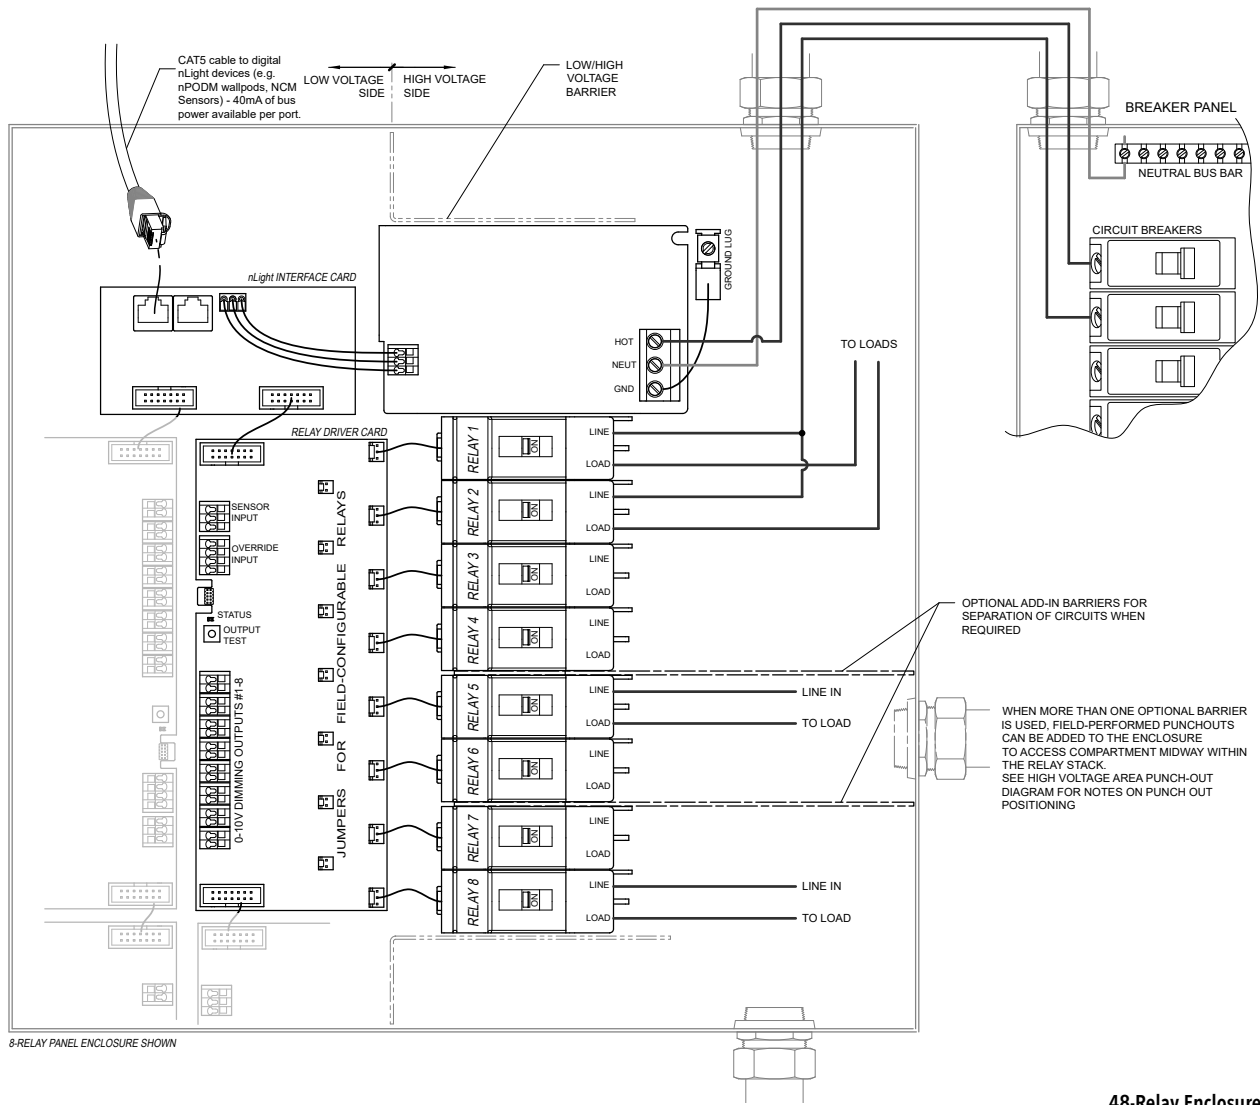 CAT5 cable to digital
nLight devices (e.g.
nPODM wallpods, NCM
Sensors) - 40mA of bus
power available per port.
LOW VOLTAGE
SIDE
HIGH VOLTAGE
SIDE
LOW/HIGH
VOLTAGE
BARRIER
BREAKER PANEL
NEUTRAL BUS BAR
CIRCUIT BREAKERS
GROUND LUG
nLight INTERFACE CARD
HOT
NEUT
GND
TO LOADS
RELAY DRIVER CARD
SENSOR
INPUT
OVERRIDE
INPUT
STATUS
OUTPUT
TEST
0-10V DIMMING OUTPUTS #1-8
JUMPERS FOR FIELD-CONFIGURABLE RELAYS
RELAY 1
ON
LINE
LOAD
RELAY 2
ON
LINE
LOAD
RELAY 3
ON
LINE
LOAD
RELAY 4
ON
LINE
LOAD
RELAY 5
ON
LINE
LOAD
LINE IN
TO LOAD
RELAY 6
ON
LINE
LOAD
RELAY 7
ON
LINE
LOAD
RELAY 8
ON
LINE
LOAD
LINE IN
TO LOAD
OPTIONAL ADD-IN BARRIERS FOR
SEPARATION OF CIRCUITS WHEN
REQUIRED
WHEN MORE THAN ONE OPTIONAL BARRIER
IS USED, FIELD-PERFORMED PUNCHOUTS
CAN BE ADDED TO THE ENCLOSURE
TO ACCESS COMPARTMENT MIDWAY WITHIN
THE RELAY STACK.
SEE HIGH VOLTAGE AREA PUNCH-OUT
DIAGRAM FOR NOTES ON PUNCH OUT
POSITIONING
8-RELAY PANEL ENCLOSURE SHOWN
48-Relay Enclosure